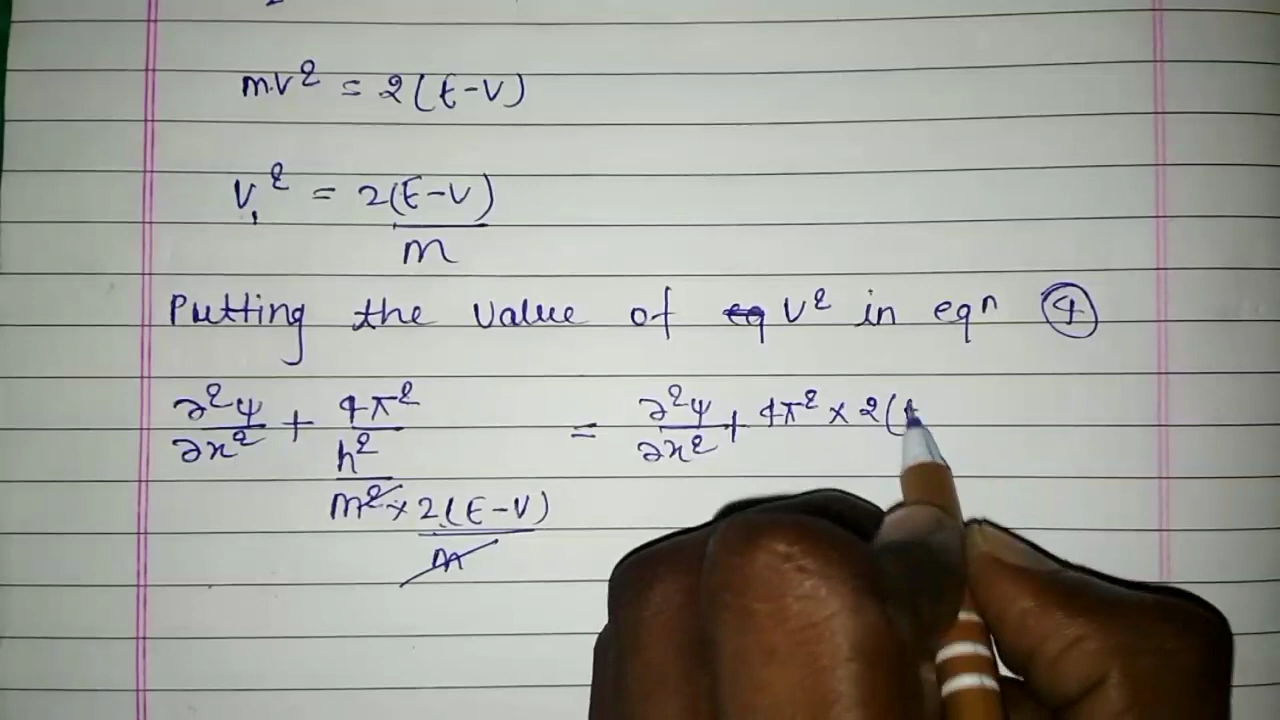 mv² = 2(E-V)
V₁² = 2(E-V)
m
Putting the value of eq V² in eqn ④
∂²ψ/∂x² + 4π² = ∂²ψ/∂x² + 4π² × 2(
h²
m² × 2(E-V)
m